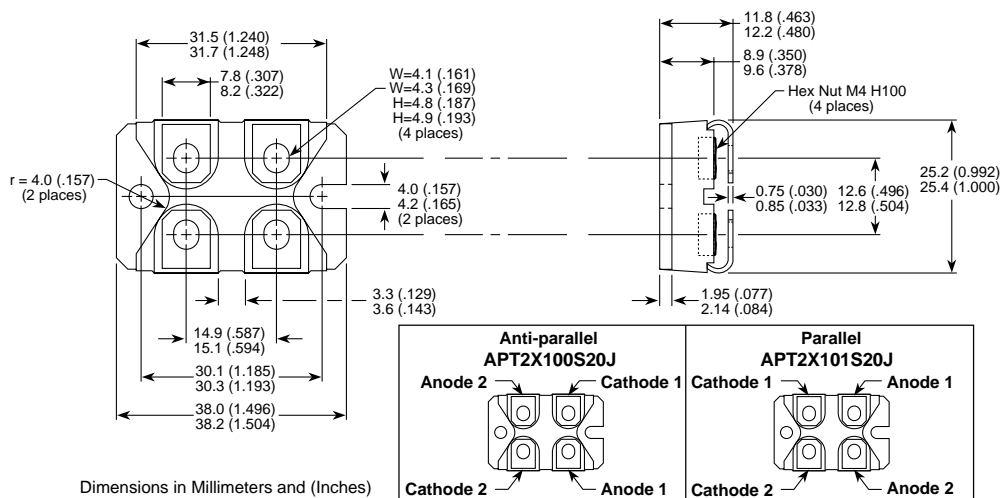 31.5 (1.240)
31.7 (1.248)
7.8 (.307)
8.2 (.322)
W=4.1 (.161)
W=4.3 (.169)
H=4.8 (.187)
H=4.9 (.193)
(4 places)
r = 4.0 (.157)
(2 places)
4.0 (.157)
4.2 (.165)
(2 places)
3.3 (.129)
3.6 (.143)
14.9 (.587)
15.1 (.594)
30.1 (1.185)
30.3 (1.193)
38.0 (1.496)
38.2 (1.504)
Dimensions in Millimeters and (Inches)
11.8 (.463)
12.2 (.480)
8.9 (.350)
9.6 (.378)
Hex Nut M4 H100
(4 places)
0.75 (.030)
0.85 (.033)
12.6 (.496)
12.8 (.504)
25.2 (0.992)
25.4 (1.000)
1.95 (.077)
2.14 (.084)
Anti-parallel
APT2X100S20J
Anode 2
Cathode 1
Cathode 2
Anode 1
Parallel
APT2X101S20J
Cathode 1
Anode 1
Cathode 2
Anode 2